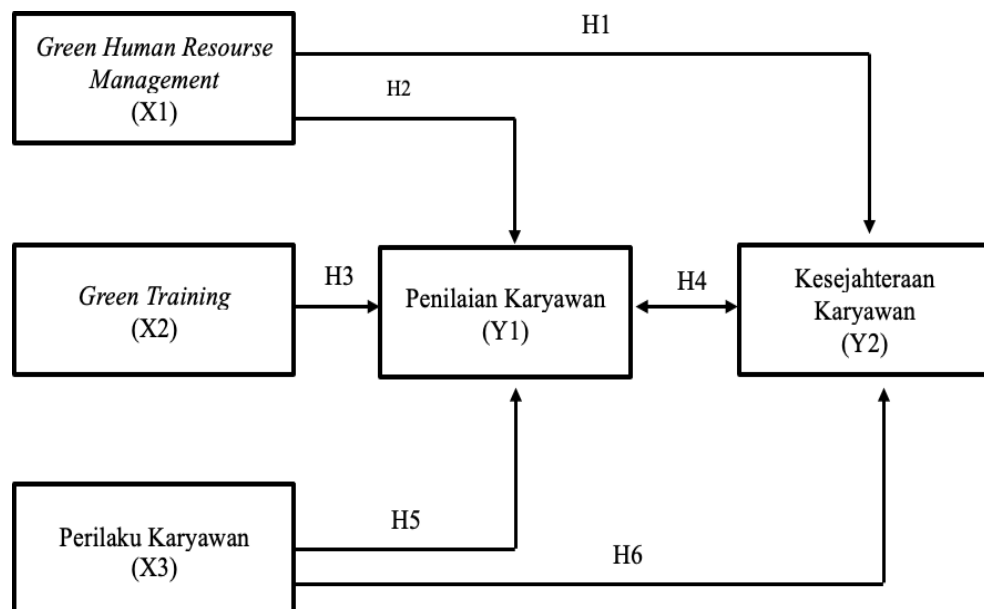 Green Human Resourse
Management
(X1)
H1
H2
Green Training
(X2)
H3
Penilaian Karyawan
(Y1)
H4
Kesejahteraan
Karyawan
(Y2)
Perilaku Karyawan
(X3)
H5
H6